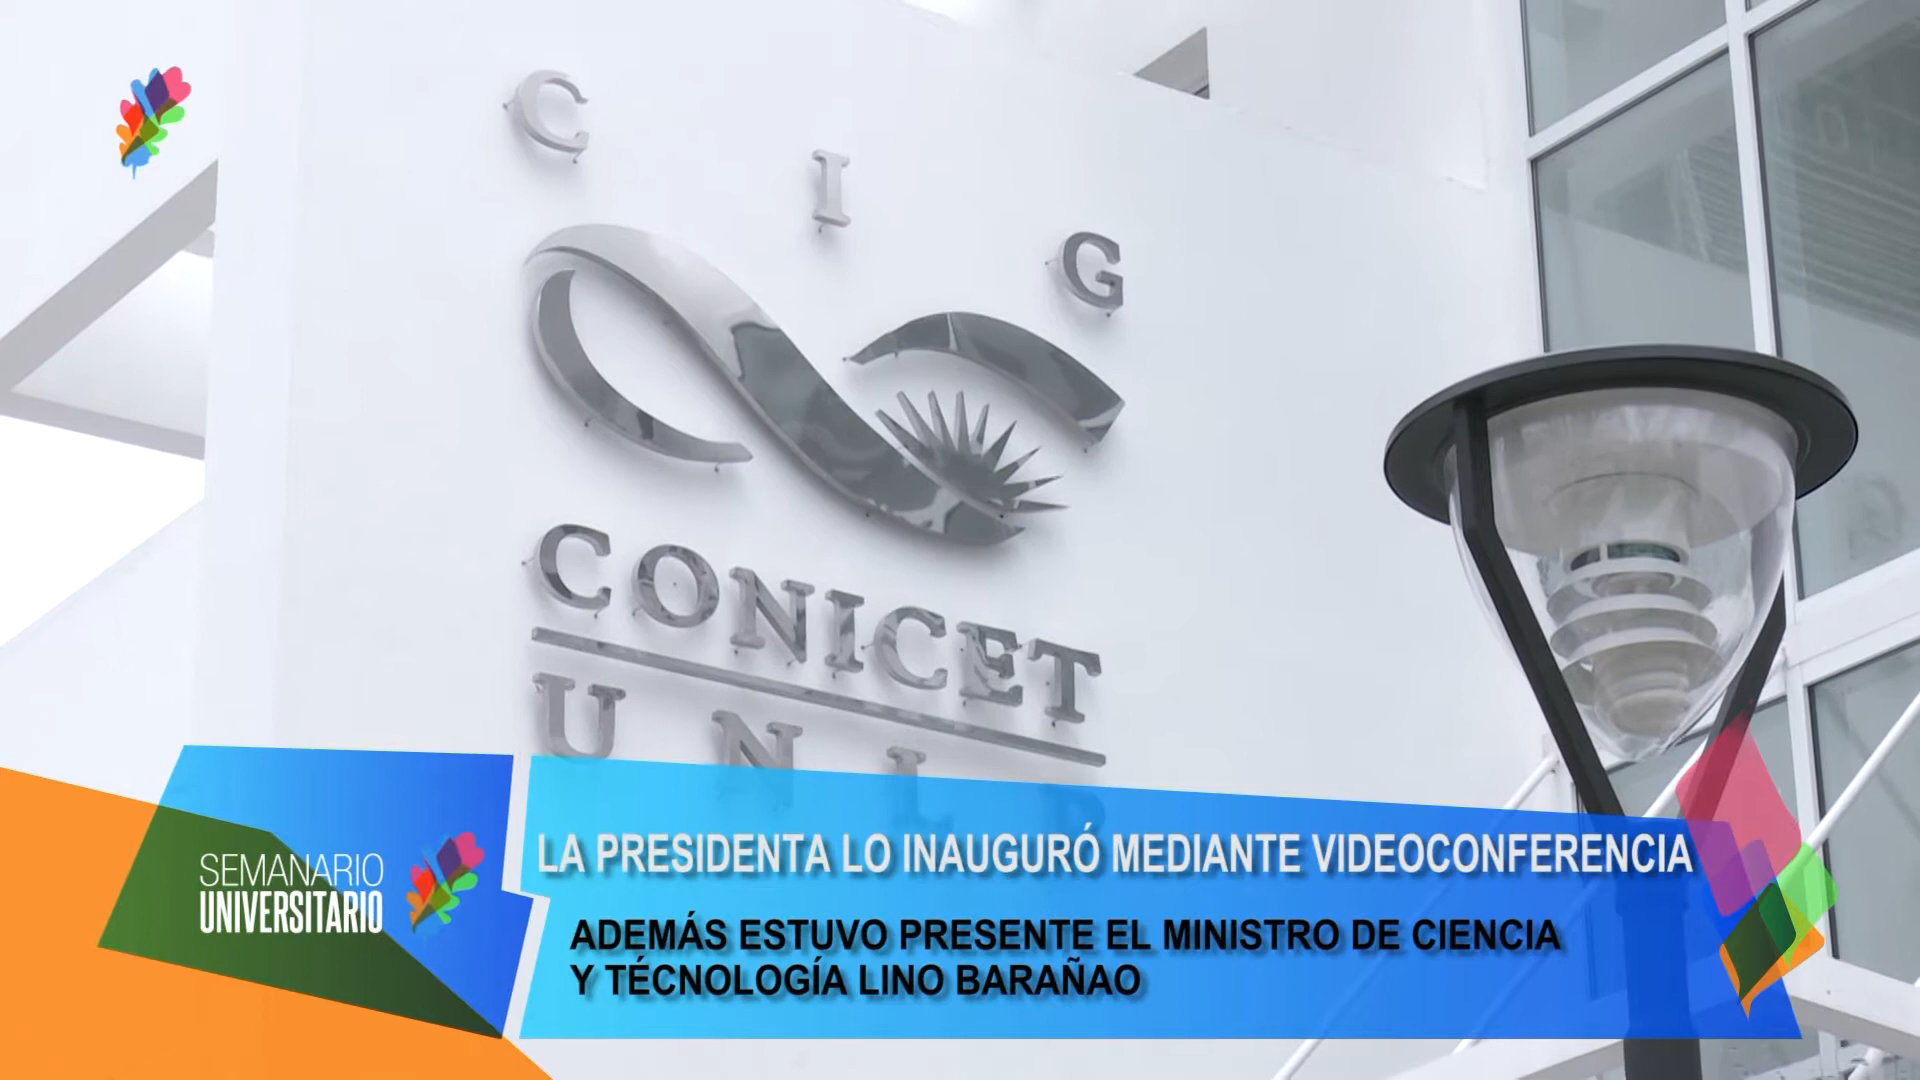 C I G
CONICET
U N L P
SEMANARIO
UNIVERSITARIO
LA PRESIDENTA LO INAUGURÓ MEDIANTE VIDEOCONFERENCIA
ADEMÁS ESTUVO PRESENTE EL MINISTRO DE CIENCIA
Y TÉCNOLOGÍA LINO BARAÑAO